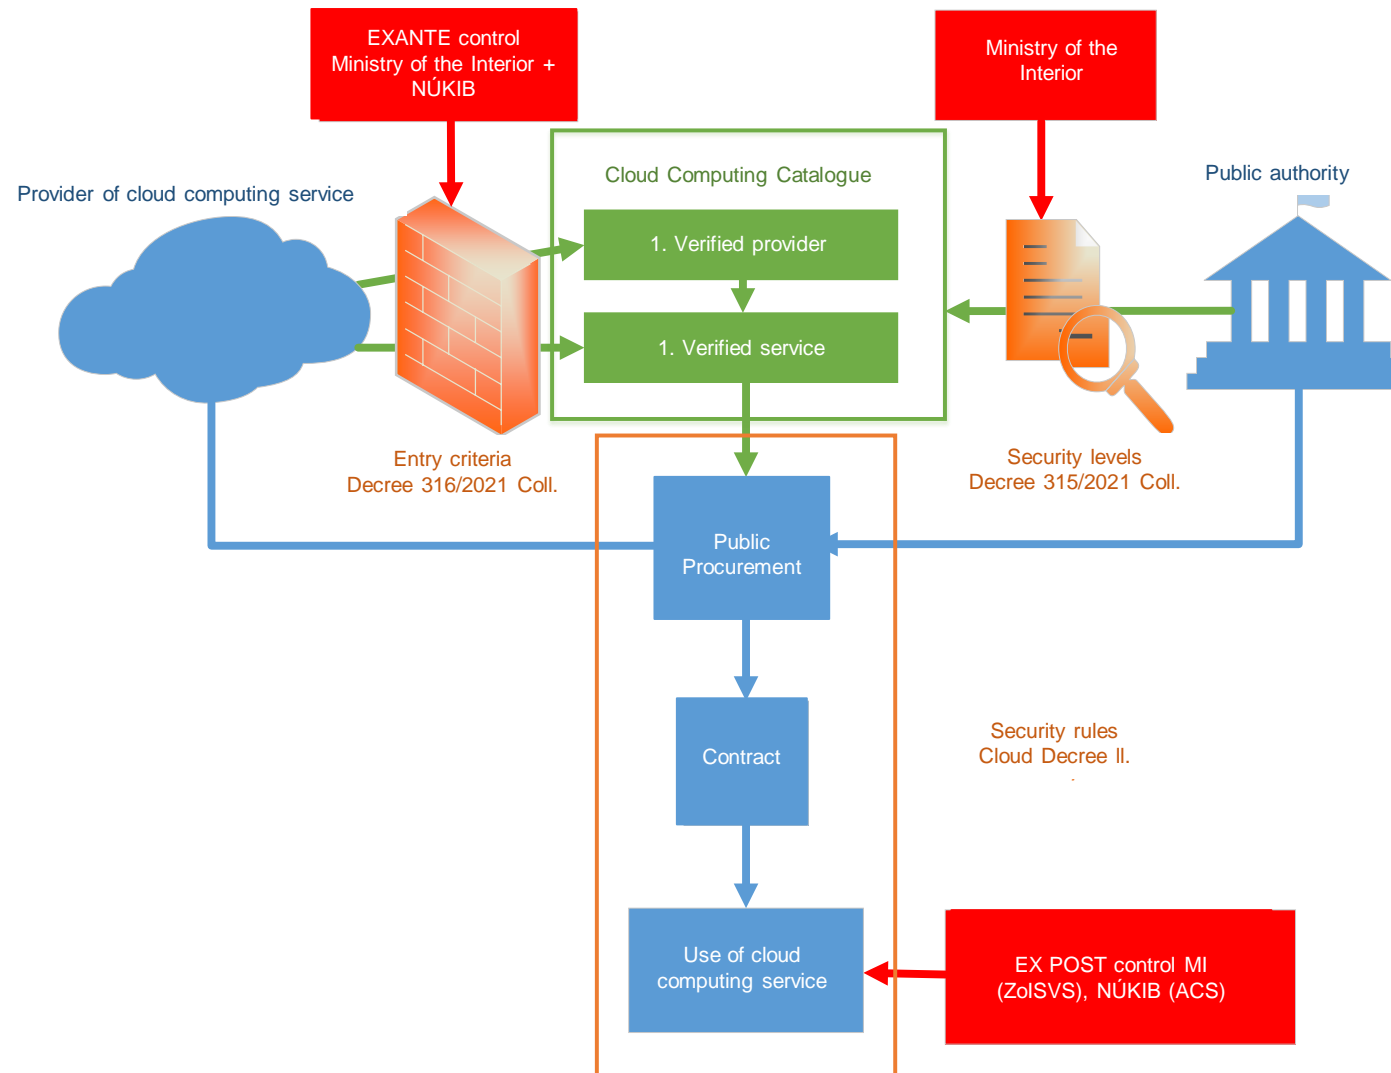 EXANTE control
Ministry of the Interior +
NÚKIB
Ministry of the
Interior
Provider of cloud computing service
Cloud Computing Catalogue
Public authority
1. Verified provider
1. Verified service
Entry criteria
Decree 316/2021 Coll.
Security levels
Decree 315/2021 Coll.
Public
Procurement
Contract
Security rules
Cloud Decree II.
Use of cloud
computing service
EX POST control MI
(ZoISVS), NÚKIB (ACS)